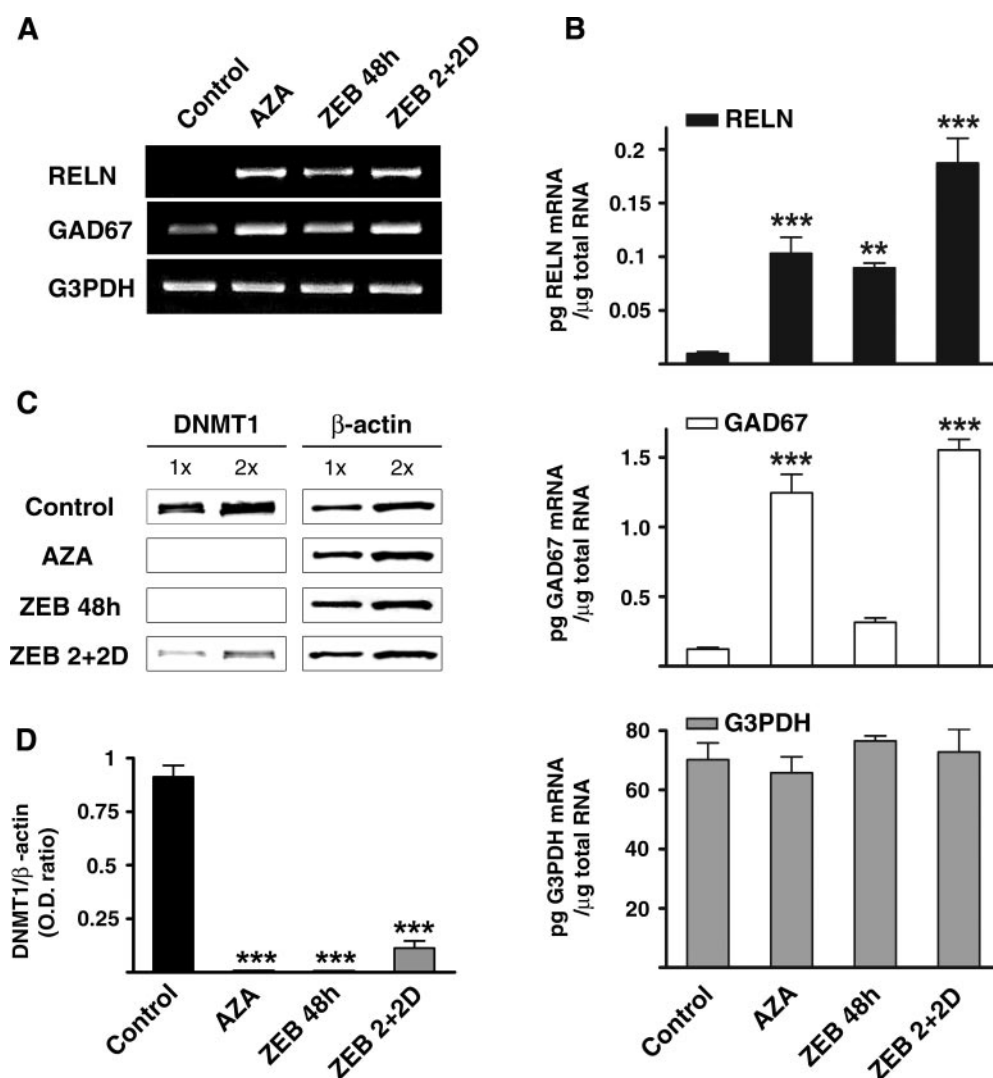 A
Control
AZA
ZEB 48h
ZEB 2+2D
RELN
GAD67
G3PDH
B
RELN
pg RELN mRNA
/μg total RNA
0.2
0.15
0.1
0.05
***
**
***
GAD67
pg GAD67 mRNA
/μg total RNA
1.5
1.0
0.5
***
***
G3PDH
pg G3PDH mRNA
/μg total RNA
80
60
40
20
Control
AZA
ZEB 48h
ZEB 2+2D
C
DNMT1
β-actin
1x
2x
1x
2x
Control
AZA
ZEB 48h
ZEB 2+2D
D
DNMT1/β -actin
(O.D. ratio)
1
0.75
0.5
0.25
***
***
***
Control
AZA
ZEB 48h
ZEB 2+2D